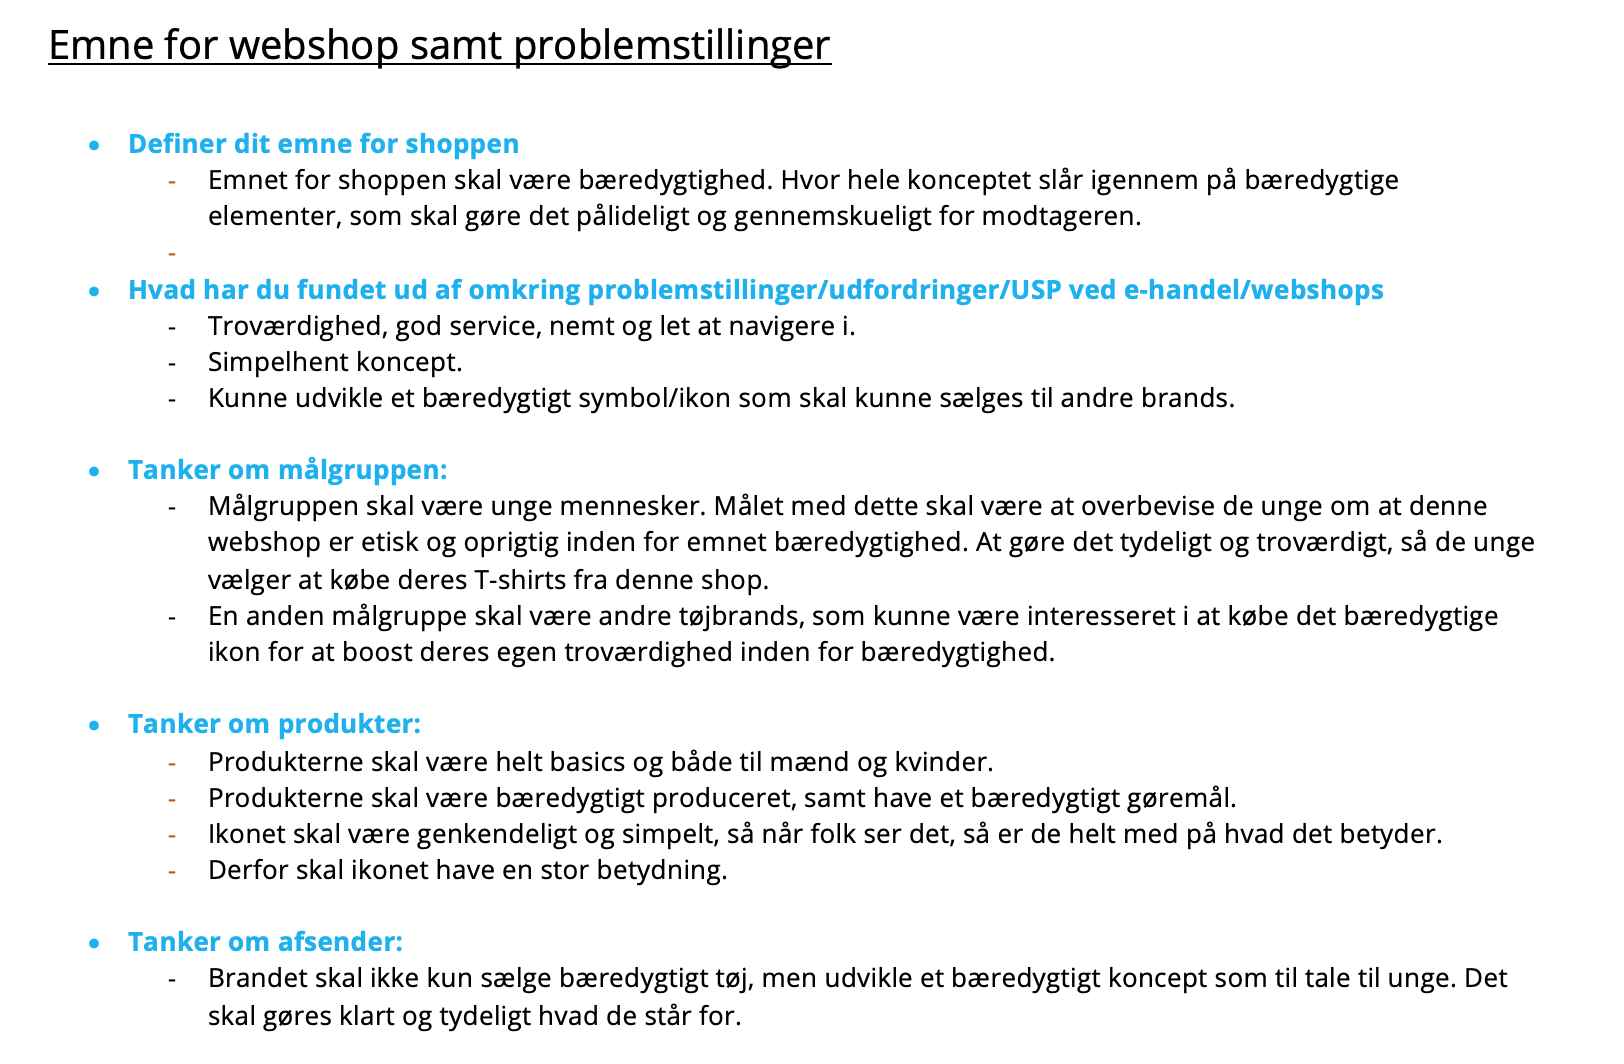 Emne for webshop samt problemstillinger
• Definer dit emne for shoppen
- Emnet for shoppen skal være bæredygtighed. Hvor hele konceptet slår igennem på bæredygtige
elementer, som skal gøre det pålideligt og gennemskueligt for modtageren.
-
• Hvad har du fundet ud af omkring problemstillinger/udfordringer/USP ved e-handel/webshops
- Troværdighed, god service, nemt og let at navigere i.
- Simpelhent koncept.
- Kunne udvikle et bæredygtigt symbol/ikon som skal kunne sælges til andre brands.
• Tanker om målgruppen:
- Målgruppen skal være unge mennesker. Målet med dette skal være at overbevise de unge om at denne
webshop er etisk og oprigtig inden for emnet bæredygtighed. At gøre det tydeligt og troværdigt, så de unge
vælger at købe deres T-shirts fra denne shop.
- En anden målgruppe skal være andre tøjbrands, som kunne være interesseret i at købe det bæredygtige
ikon for at boost deres egen troværdighed inden for bæredygtighed.
• Tanker om produkter:
- Produkterne skal være helt basics og både til mænd og kvinder.
- Produkterne skal være bæredygtigt produceret, samt have et bæredygtigt gøremål.
- Ikonet skal være genkendeligt og simpelt, så når folk ser det, så er de helt med på hvad det betyder.
- Derfor skal ikonet have en stor betydning.
• Tanker om afsender:
- Brandet skal ikke kun sælge bæredygtigt tøj, men udvikle et bæredygtigt koncept som til tale til unge. Det
skal gøres klart og tydeligt hvad de står for.